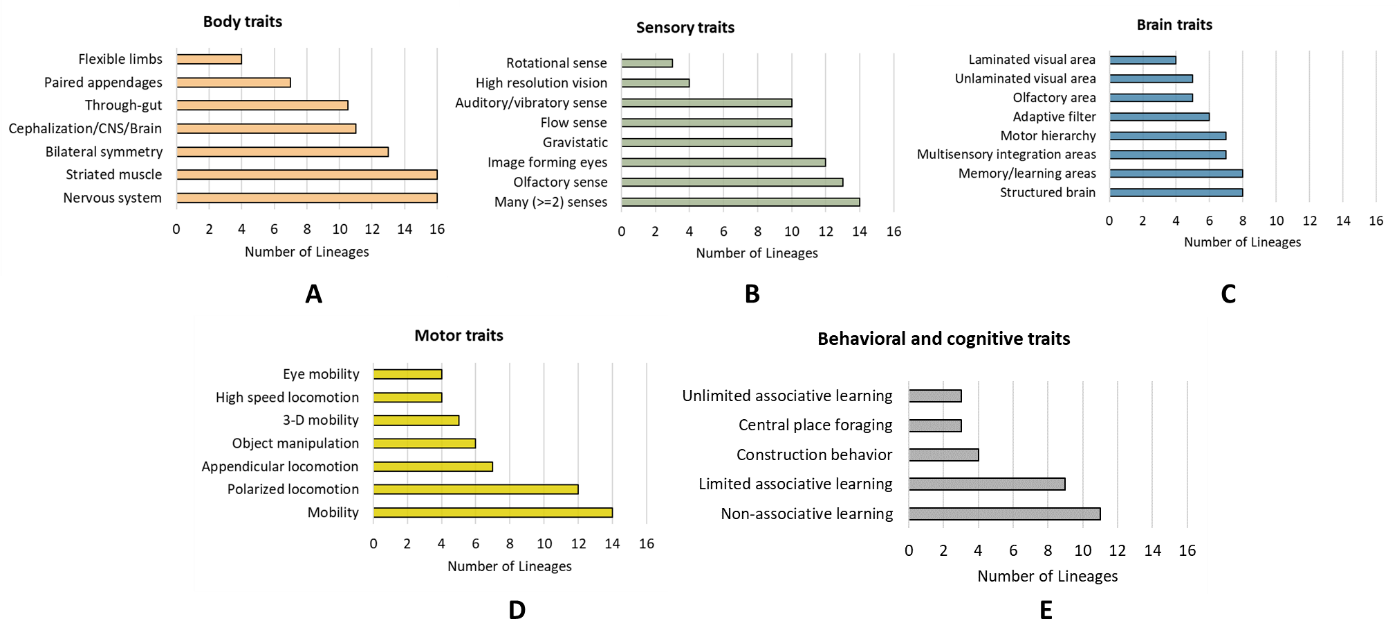 Body traits
Flexible limbs
Paired appendages
Through-gut
Cephalization/CNS/Brain
Bilateral symmetry
Striated muscle
Nervous system
0 2 4 6 8 10 12 14 16
Number of Lineages
A
Sensory traits
Rotational sense
High resolution vision
Auditory/vibratory sense
Flow sense
Gravistatic
Image forming eyes
Olfactory sense
Many (>=2) senses
0 2 4 6 8 10 12 14 16
Number of Lineages
B
Brain traits
Laminated visual area
Unlaminated visual area
Olfactory area
Adaptive filter
Motor hierarchy
Multisensory integration areas
Memory/learning areas
Structured brain
0 2 4 6 8 10 12 14 16
Number of Lineages
C
Motor traits
Eye mobility
High speed locomotion
3-D mobility
Object manipulation
Appendicular locomotion
Polarized locomotion
Mobility
0 2 4 6 8 10 12 14 16
Number of Lineages
D
Behavioral and cognitive traits
Unlimited associative learning
Central place foraging
Construction behavior
Limited associative learning
Non-associative learning
0 2 4 6 8 10 12 14 16
Number of Lineages
E